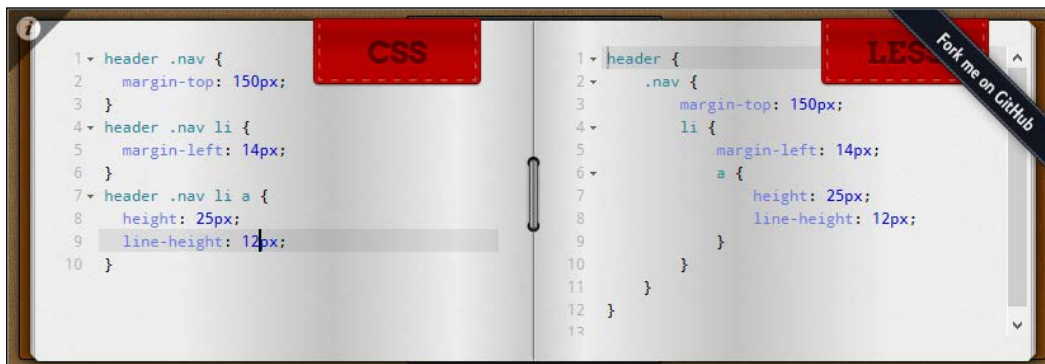 i
CSS
1 header .nav {
2 margin-top: 150px;
3 }
4 header .nav li {
5 margin-left: 14px;
6 }
7 header .nav li a {
8 height: 25px;
9 line-height: 12px;
10 }
LESS
Fork me on GitHub
1 header {
2 .nav {
3 margin-top: 150px;
4 li {
5 margin-left: 14px;
6 a {
7 height: 25px;
8 line-height: 12px;
9 }
10 }
11 }
12 }
13